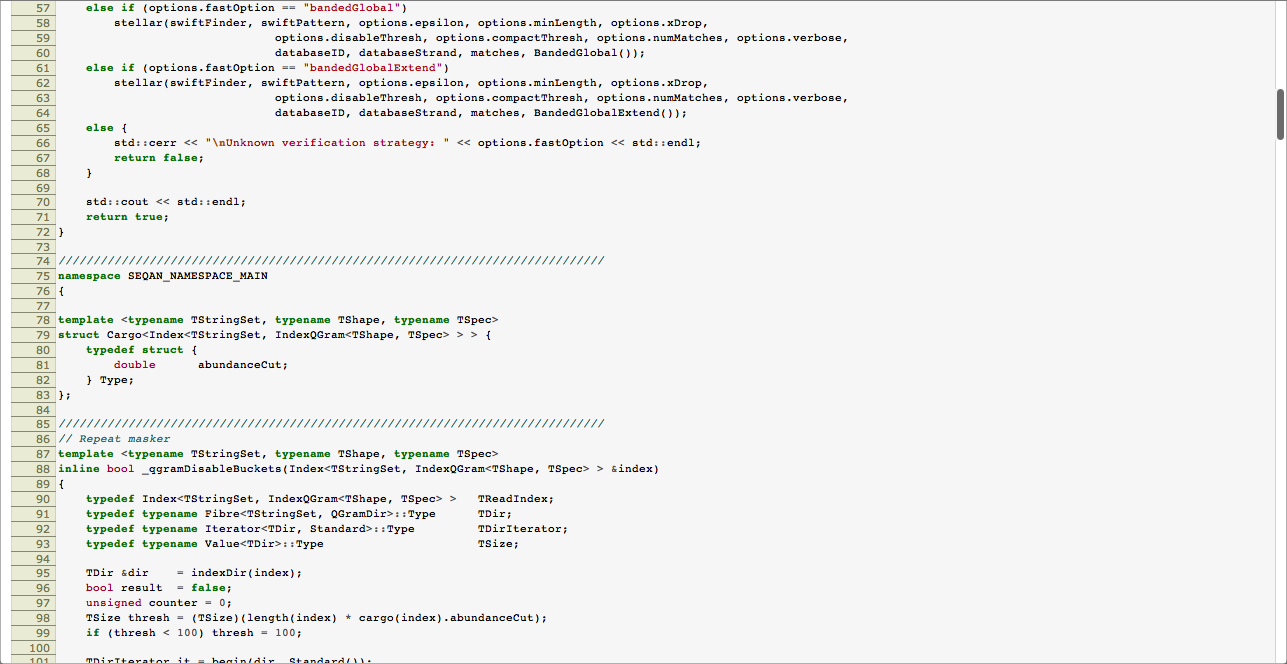 57 else if (options.fastOption == "bandedGlobal")
58 stellar(swiftFinder, swiftPattern, options.epsilon, options.minLength, options.xDrop,
59 options.disableThresh, options.compactThresh, options.numMatches, options.verbose,
60 databaseID, databaseStrand, matches, BandedGlobal());
61 else if (options.fastOption == "bandedGlobalExtend")
62 stellar(swiftFinder, swiftPattern, options.epsilon, options.minLength, options.xDrop,
63 options.disableThresh, options.compactThresh, options.numMatches, options.verbose,
64 databaseID, databaseStrand, matches, BandedGlobalExtend());
65 else {
66 std::cerr << "\nUnknown verification strategy: " << options.fastOption << std::endl;
67 return false;
68 }
69
70 std::cout << std::endl;
71 return true;
72 }
73
74 //////////////////////////////////////////////////////////////////////////////
75 namespace SEQAN_NAMESPACE_MAIN
76 {
77
78 template <typename TStringSet, typename TShape, typename TSpec>
79 struct Cargo<Index<TStringSet, IndexQGram<TShape, TSpec> > > {
80 typedef struct {
81 double abundanceCut;
82 } Type;
83 };
84
85 //////////////////////////////////////////////////////////////////////////////
86 // Repeat masker
87 template <typename TStringSet, typename TShape, typename TSpec>
88 inline bool _qgramDisableBuckets(Index<TStringSet, IndexQGram<TShape, TSpec> > &index)
89 {
90 typedef Index<TStringSet, IndexQGram<TShape, TSpec> > TReadIndex;
91 typedef typename Fibre<TStringSet, QGramDir>::Type TDir;
92 typedef typename Iterator<TDir, Standard>::Type TDirIterator;
93 typedef typename Value<TDir>::Type TSize;
94
95 TDir &dir = indexDir(index);
96 bool result = false;
97 unsigned counter = 0;
98 TSize thresh = (TSize)(length(index) * cargo(index).abundanceCut);
99 if (thresh < 100) thresh = 100;
100
101 TDirIterator it = begin(dir, Standard());